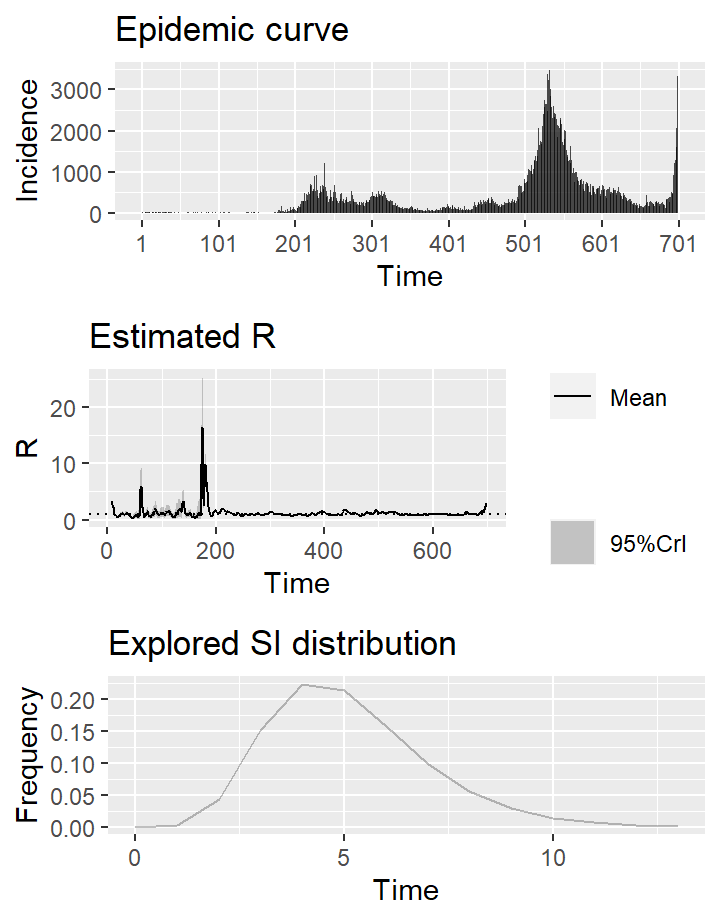 Epidemic curve
3000
2000
1000
0
Incidence
1 101 201 301 401 501 601 701
Time
Estimated R
20
10
0
R
0 200 400 600
Time
Mean
95%CrI
Explored SI distribution
0.20
0.15
0.10
0.05
0.00
Frequency
0 5 10
Time